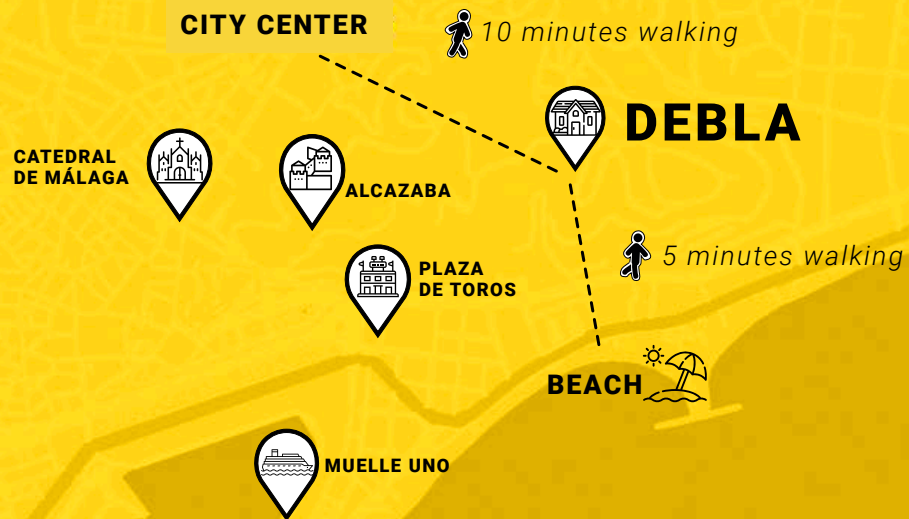 CITY CENTER
10 minutes walking
DEBLA
CATEDRAL
DE MÁLAGA
ALCAZABA
5 minutes walking
PLAZA
DE TOROS
BEACH
MUELLE UNO